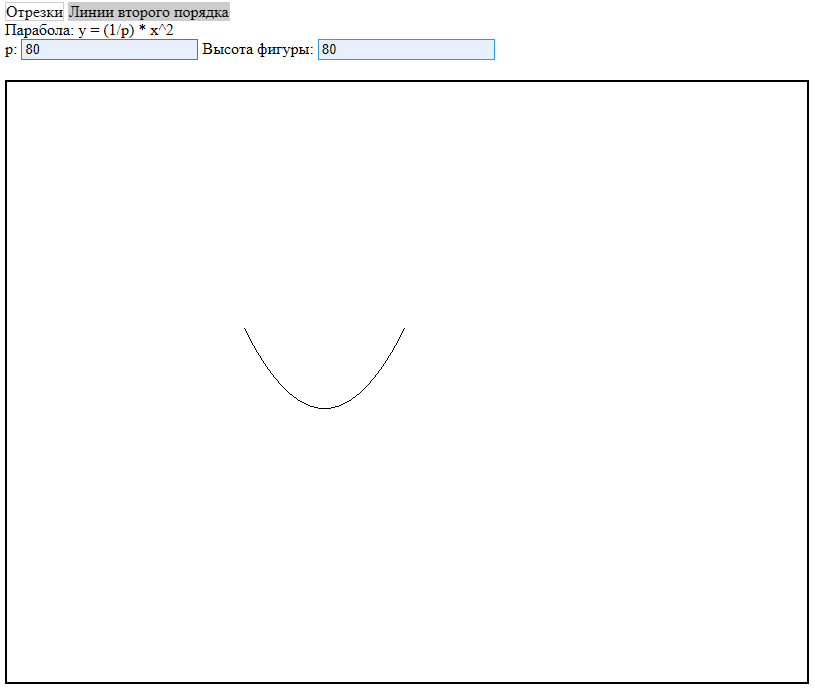 Отрезки Линии второго порядка
Парабола: y = (1/p) * x^2
p: 80 Высота фигуры: 80